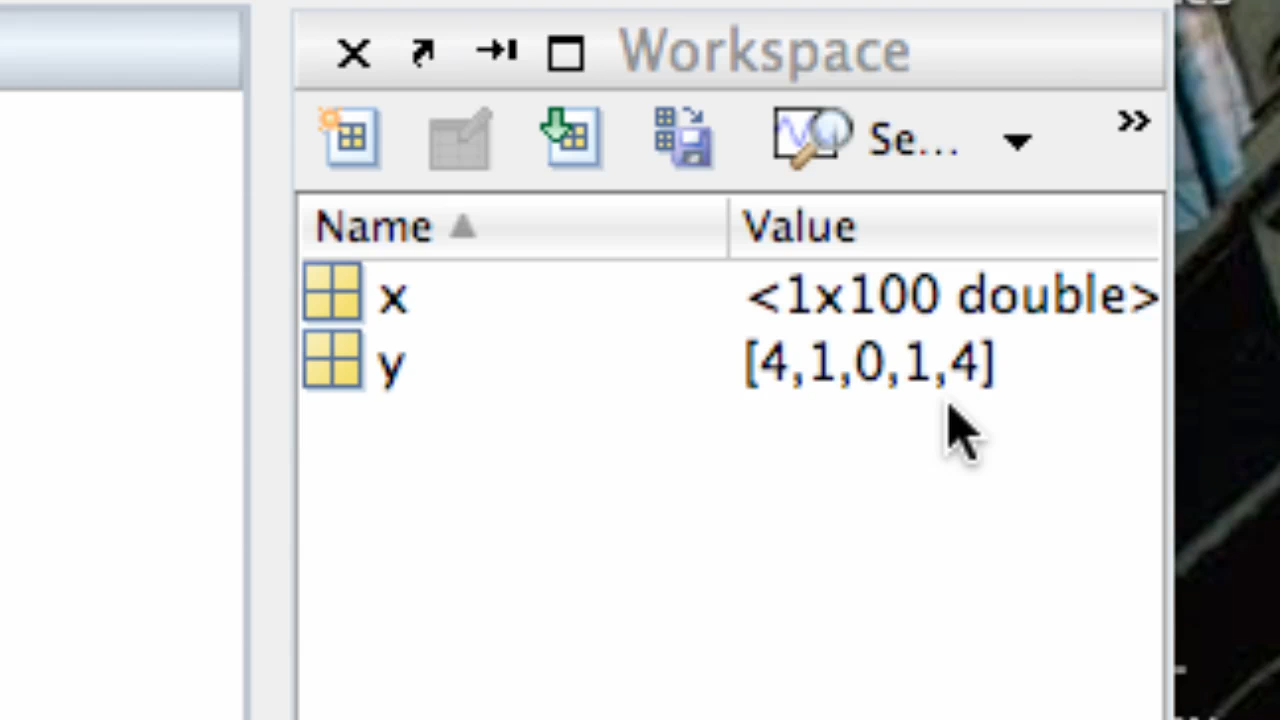 Workspace
Se...
Name Value
x <1x100 double>
y [4,1,0,1,4]